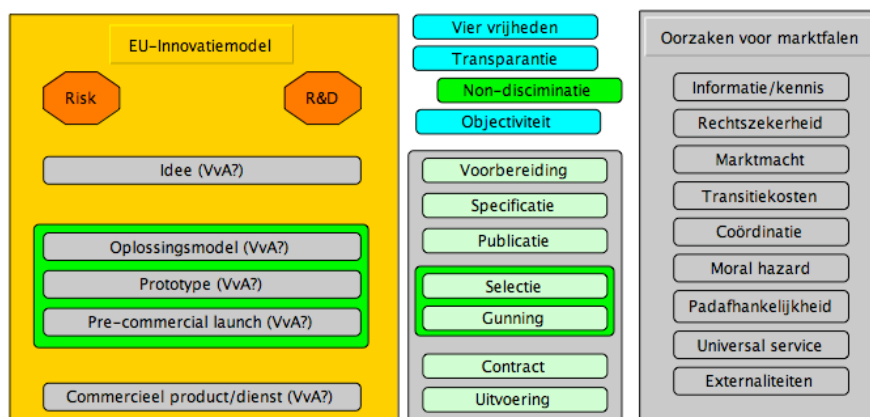 EU-Innovatiemodel
Risk
R&D
Idee (VvA?)
Oplossingsmodel (VvA?)
Prototype (VvA?)
Pre-commercial launch (VvA?)
Commercieel product/dienst (VvA?)
Vier vrijheden
Transparantie
Non-disciminatie
Objectiviteit
Voorbereiding
Specificatie
Publicatie
Selectie
Gunning
Contract
Uitvoering
Oorzaken voor marktfalen
Informatie/kennis
Rechtszekerheid
Marktmacht
Transitiekosten
Coördinatie
Moral hazard
Padafhankelijkheid
Universal service
Externaliteiten